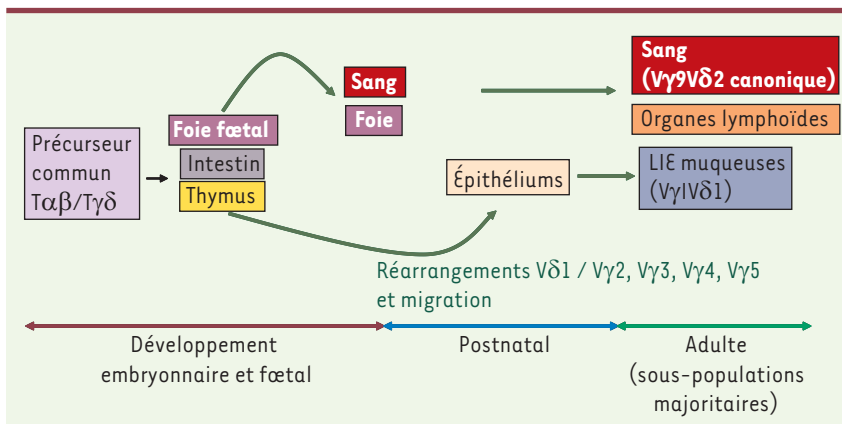 Précurseur
commun
Tαβ/Tγδ
Foie fœtal
Intestin
Thymus
Sang
Foie
Épithéliums
Sang
(Vγ9Vδ2 canonique)
Organes lymphoïdes
LIE muqueuses
(VγIVδ1)
Réarrangements Vδ1 / Vγ2, Vγ3, Vγ4, Vγ5
et migration
Développement
embryonnaire et fœtal
Postnatal
Adulte
(sous-populations
majoritaires)